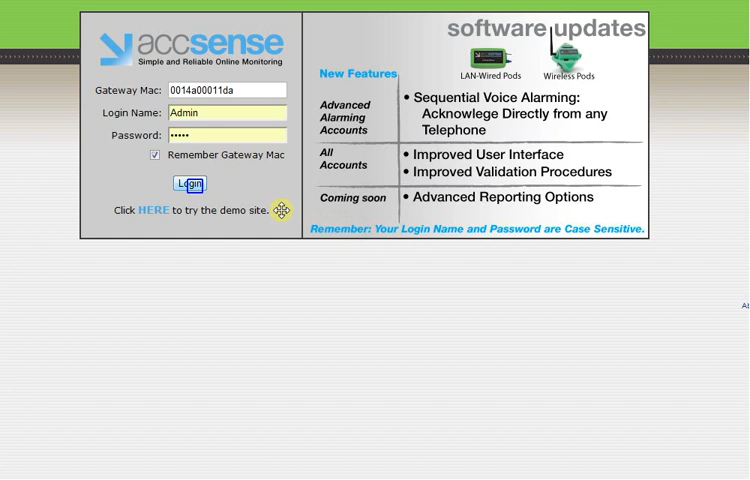 accsense
Simple and Reliable Online Monitoring
Gateway Mac: 0014a00011da
Login Name: Admin
Password: •••••
Remember Gateway Mac
Login
Click HERE to try the demo site.
software updates
LAN-Wired Pods
Wireless Pods
New Features
Advanced
Alarming
Accounts
• Sequential Voice Alarming:
Acknowlege Directly from any
Telephone
All
Accounts
• Improved User Interface
• Improved Validation Procedures
Coming soon
• Advanced Reporting Options
Remember: Your Login Name and Password are Case Sensitive.